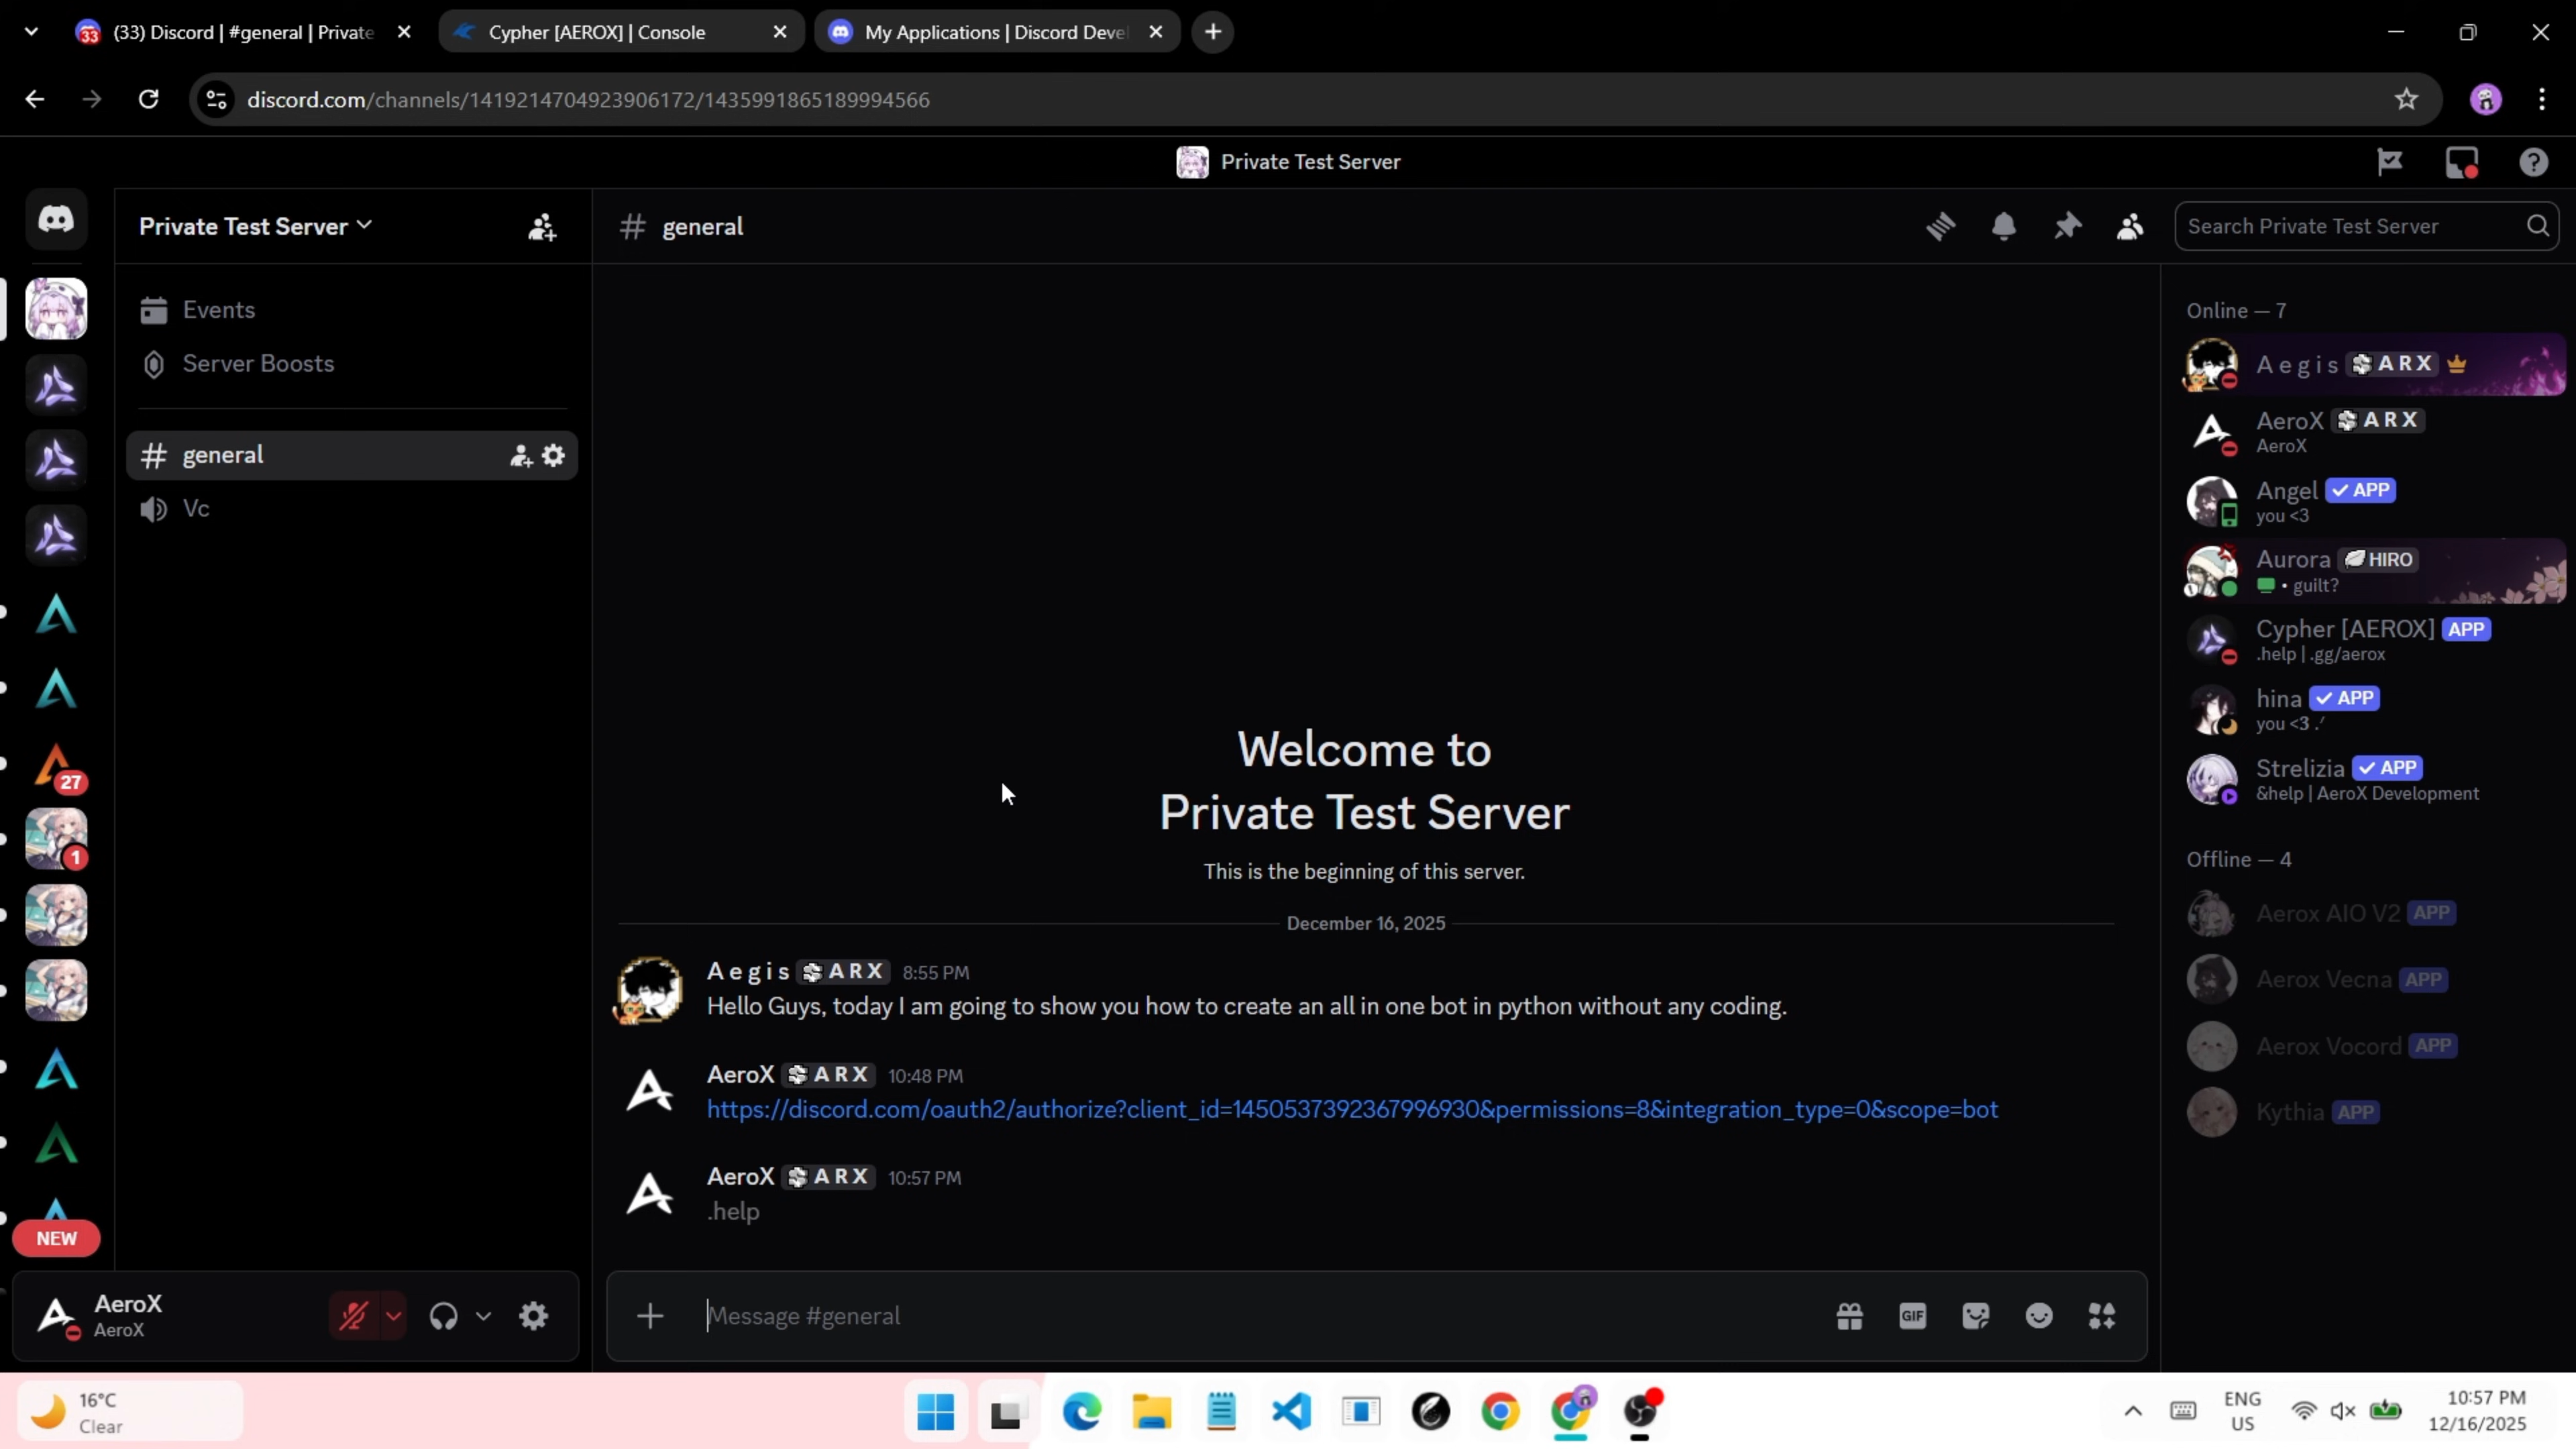 33
(33) Discord | #general | Private
Cypher [AEROX] | Console
My Applications | Discord Deve
discord.com/channels/1419214704923906172/1435991865189994566
Private Test Server
Private Test Server
Events
Server Boosts
general
Vc
27
1
NEW
AeroX
AeroX
general
Search Private Test Server
Welcome to
Private Test Server
This is the beginning of this server.
December 16, 2025
A e g i s ARX 8:55 PM
Hello Guys, today I am going to show you how to create an all in one bot in python without any coding.
AeroX ARX 10:48 PM
https://discord.com/oauth2/authorize?client_id=1450537392367996930&permissions=8&integration_type=0&scope=bot
AeroX ARX 10:57 PM
.help
Message #general
GIF
Online — 7
A e g i s ARX
AeroX ARX
AeroX
Angel APP
you <3
Aurora HIRO
• guilt?
Cypher [AEROX] APP
.help | .gg/aerox
hina APP
you <3 .ᐟ
Strelizia APP
&help | AeroX Development
Offline — 4
Aerox AIO V2 APP
Aerox Vecna APP
Aerox Vocord APP
Kythia APP
16°C
Clear
ENG
US
10:57 PM
12/16/2025